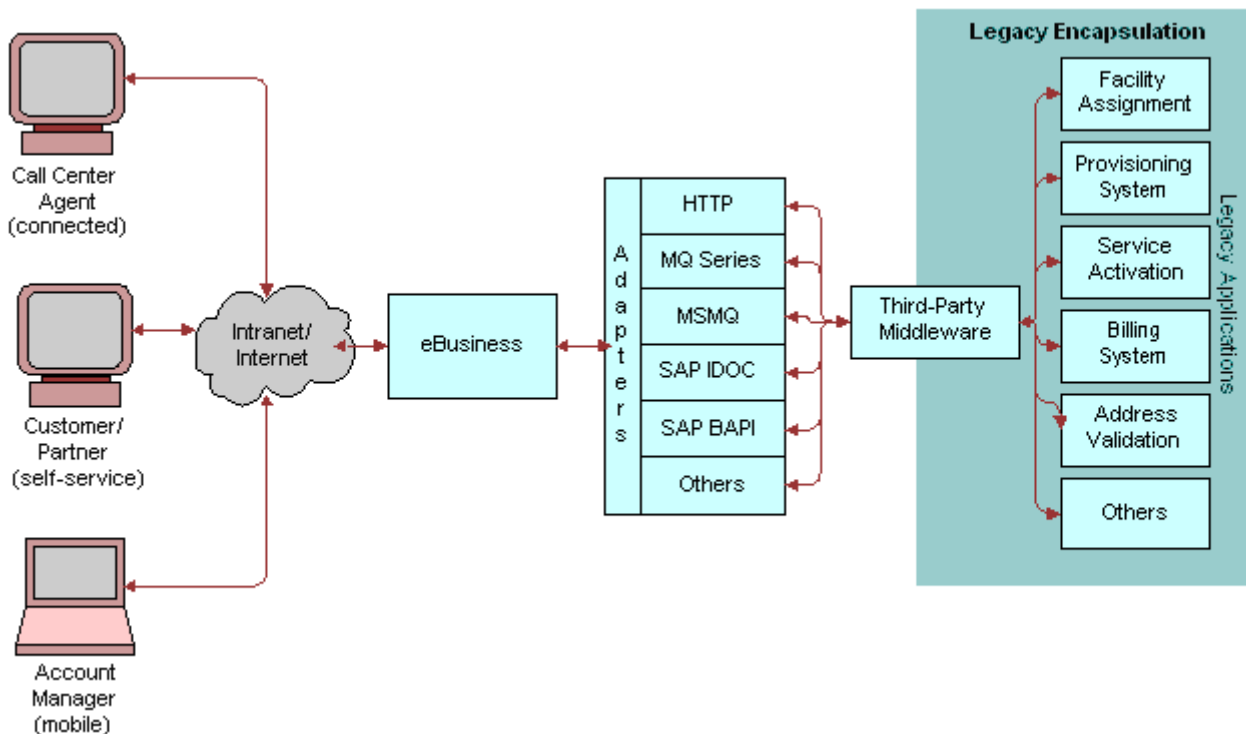 Legacy Encapsulation
Call Center
Agent
(connected)
Customer/
Partner
(self-service)
Account
Manager
(mobile)
Intranet/
Internet
eBusiness
Adapters
HTTP
MQ Series
MSMQ
SAP IDOC
SAP BAPI
Others
Third-Party
Middleware
Facility
Assignment
Provisioning
System
Service
Activation
Billing
System
Address
Validation
Others
Legacy Applications